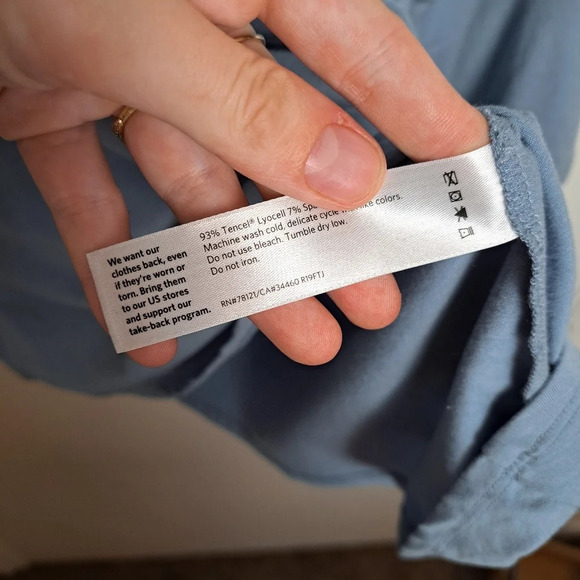 We want our
clothes back, even
if they're worn or
torn. Bring them
to our US stores
and support our
take-back program.
93% Tencel® Lyocell 7%
Machine wash cold, delicate cycle like colors.
Do not use bleach. Tumble dry low.
Do not iron.
RN#78121/CA#34460 R19FTJ